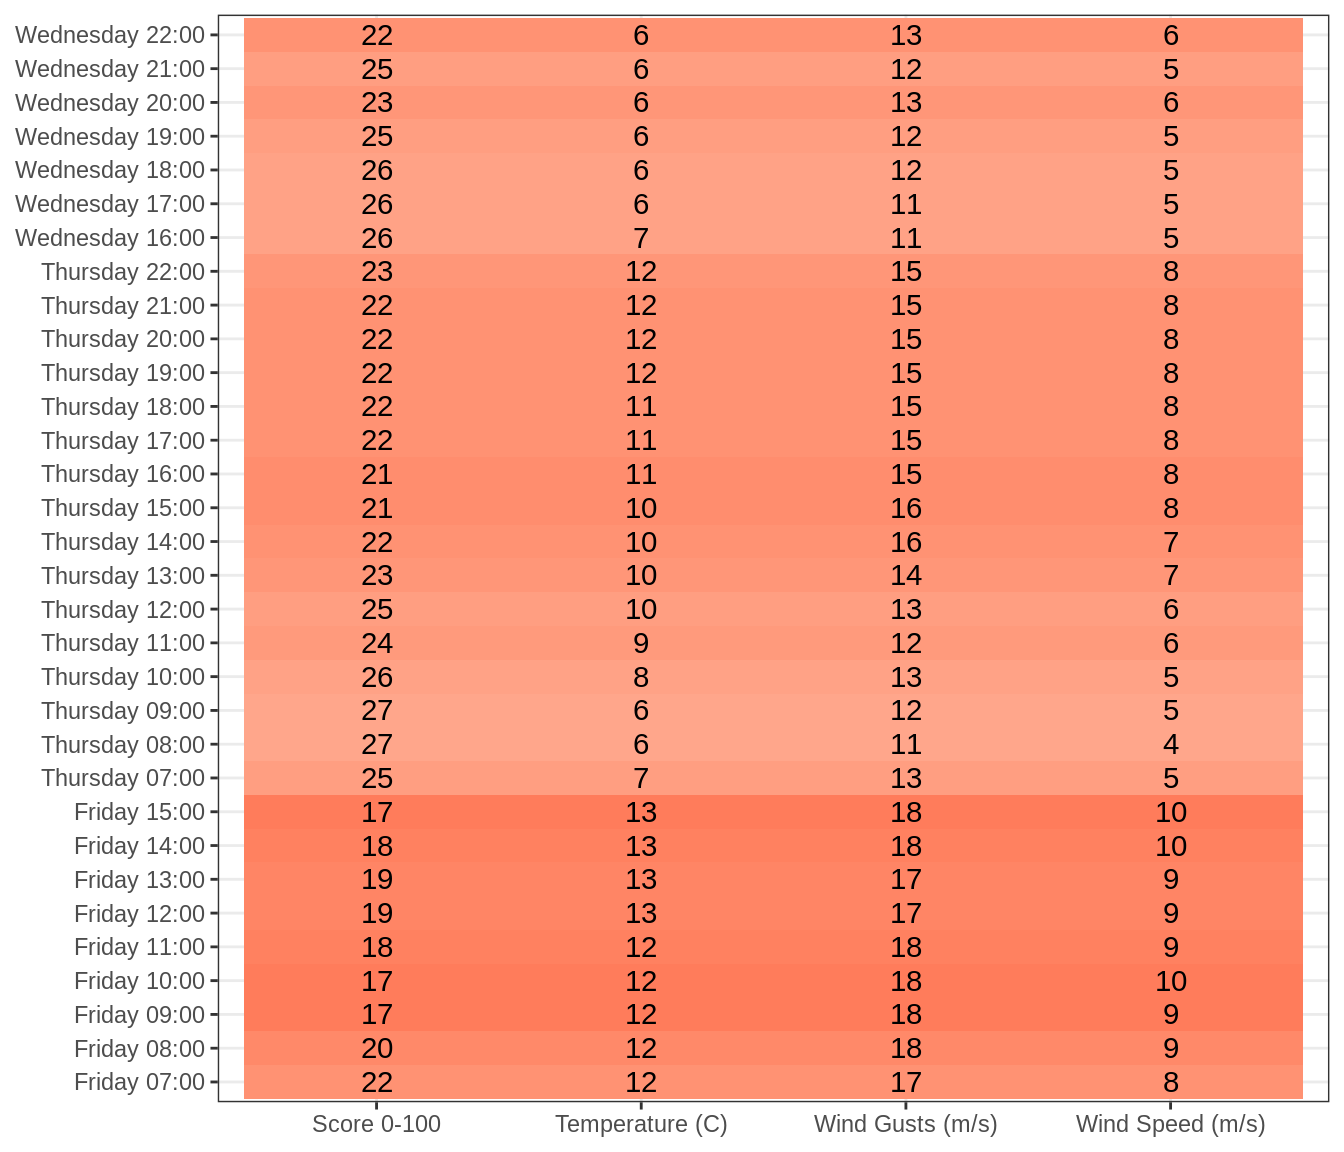 Wednesday 22:00 22 6 13 6
Wednesday 21:00 25 6 12 5
Wednesday 20:00 23 6 13 6
Wednesday 19:00 25 6 12 5
Wednesday 18:00 26 6 12 5
Wednesday 17:00 26 6 11 5
Wednesday 16:00 26 7 11 5
Thursday 22:00 23 12 15 8
Thursday 21:00 22 12 15 8
Thursday 20:00 22 12 15 8
Thursday 19:00 22 12 15 8
Thursday 18:00 22 11 15 8
Thursday 17:00 22 11 15 8
Thursday 16:00 21 11 15 8
Thursday 15:00 21 10 16 8
Thursday 14:00 22 10 16 7
Thursday 13:00 23 10 14 7
Thursday 12:00 25 10 13 6
Thursday 11:00 24 9 12 6
Thursday 10:00 26 8 13 5
Thursday 09:00 27 6 12 5
Thursday 08:00 27 6 11 4
Thursday 07:00 25 7 13 5
Friday 15:00 17 13 18 10
Friday 14:00 18 13 18 10
Friday 13:00 19 13 17 9
Friday 12:00 19 13 17 9
Friday 11:00 18 12 18 9
Friday 10:00 17 12 18 10
Friday 09:00 17 12 18 9
Friday 08:00 20 12 18 9
Friday 07:00 22 12 17 8
Score 0-100 Temperature (C) Wind Gusts (m/s) Wind Speed (m/s)